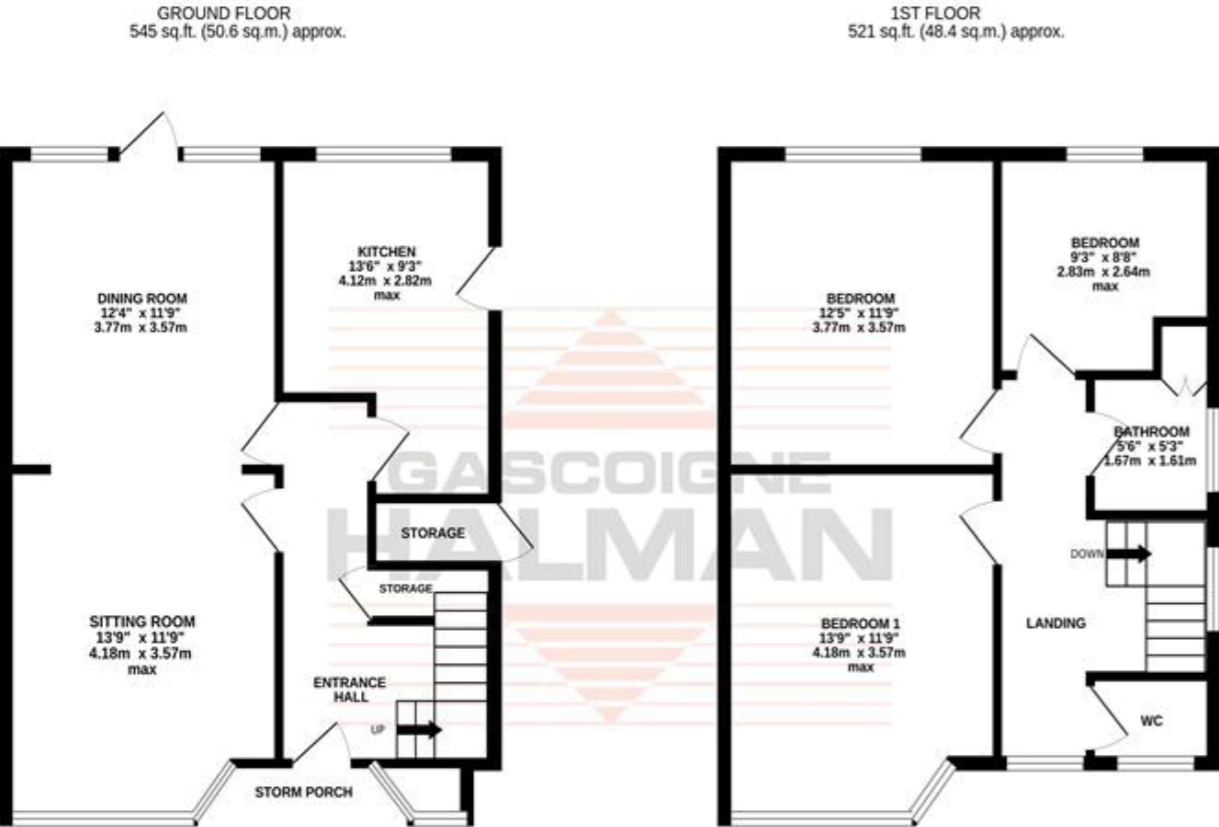 GROUND FLOOR
545 sq.ft. (50.6 sq.m.) approx.
1ST FLOOR
521 sq.ft. (48.4 sq.m.) approx.
KITCHEN
13'6" x 9'3"
4.12m x 2.82m
max
DINING ROOM
12'4" x 11'9"
3.77m x 3.57m
STORAGE
STORAGE
SITTING ROOM
13'9" x 11'9"
4.18m x 3.57m
max
ENTRANCE
HALL
UP
STORM PORCH
BEDROOM
9'3" x 8'8"
2.83m x 2.64m
max
BEDROOM
12'5" x 11'9"
3.77m x 3.57m
BATHROOM
5'6" x 5'3"
1.67m x 1.61m
DOWN
LANDING
BEDROOM 1
13'9" x 11'9"
4.18m x 3.57m
max
WC
GASCOIGNE
HALMAN